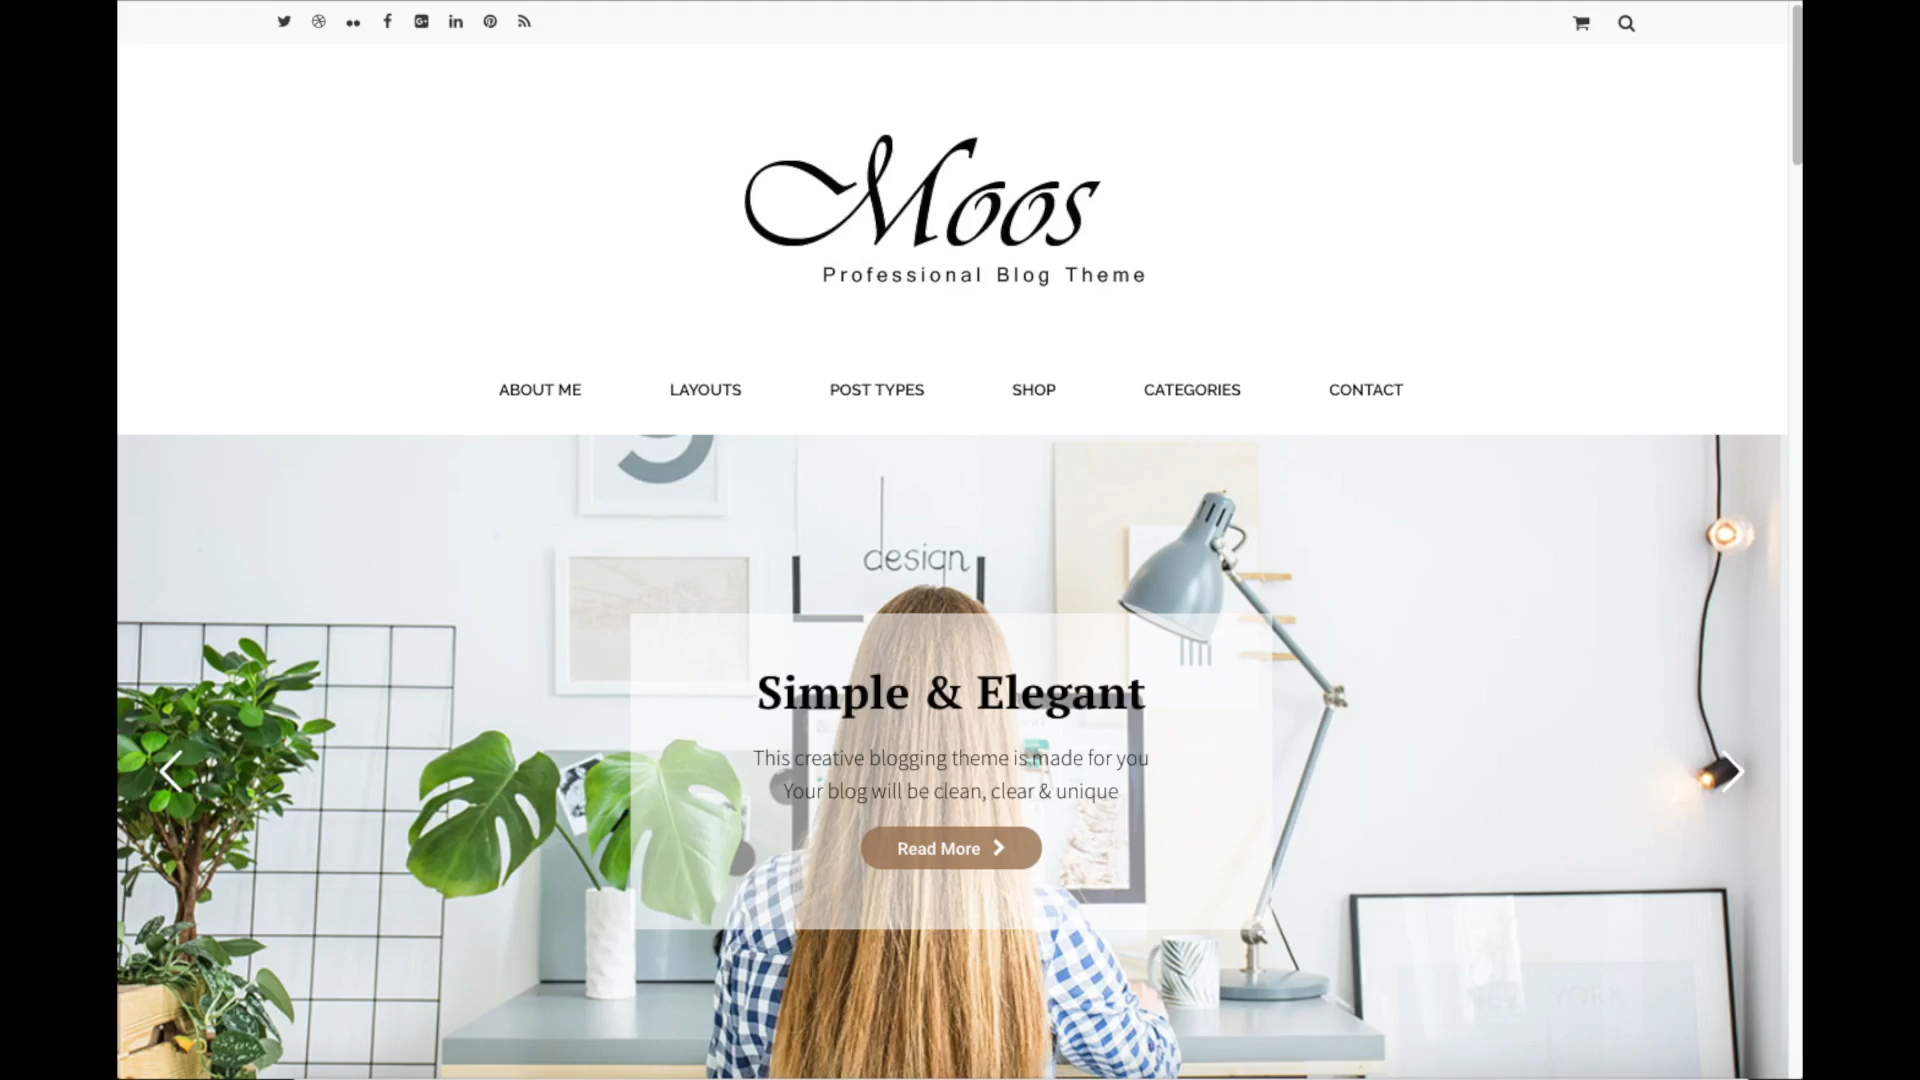 Moos
Professional Blog Theme
ABOUT ME LAYOUTS POST TYPES SHOP CATEGORIES CONTACT
design
Simple & Elegant
This creative blogging theme is made for you
Your blog will be clean, clear & unique
Read More
YORK